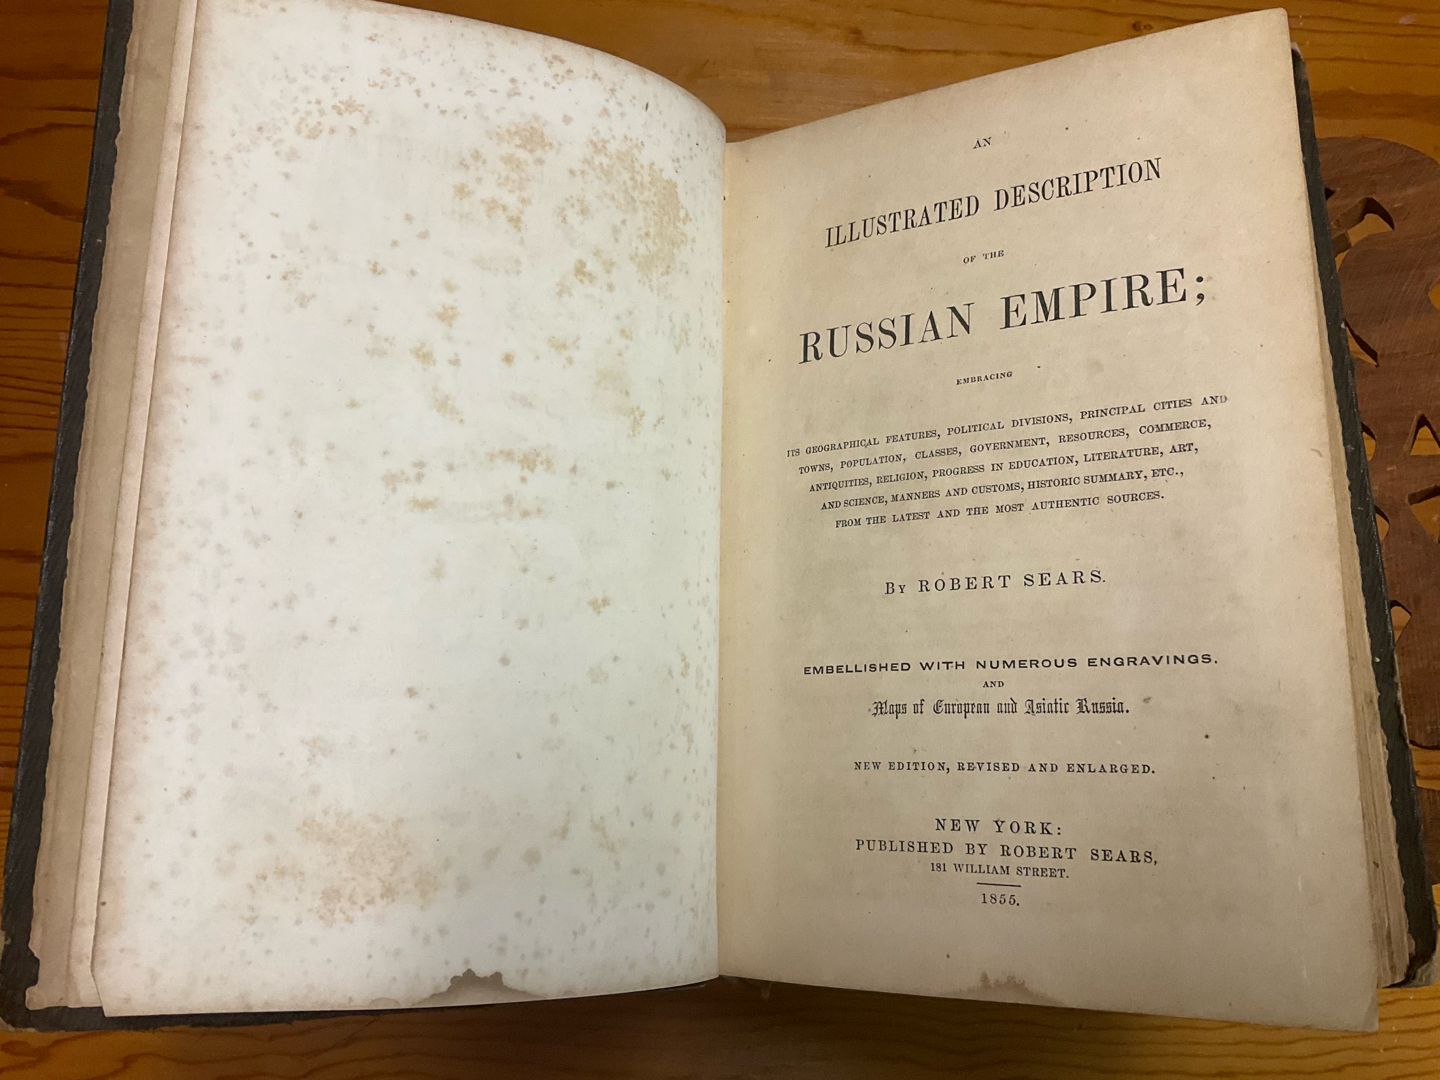 AN
ILLUSTRATED DESCRIPTION
OF THE
RUSSIAN EMPIRE;
EMBRACING
ITS GEOGRAPHICAL FEATURES, POLITICAL DIVISIONS, PRINCIPAL CITIES AND
TOWNS, POPULATION, CLASSES, GOVERNMENT, RESOURCES, COMMERCE,
ANTIQUITIES, RELIGION, PROGRESS IN EDUCATION, LITERATURE, ART,
AND SCIENCE, MANNERS AND CUSTOMS, HISTORIC SUMMARY, ETC.,
FROM THE LATEST AND THE MOST AUTHENTIC SOURCES.
By ROBERT SEARS.
EMBELLISHED WITH NUMEROUS ENGRAVINGS.
AND
Maps of European and Asiatic Russia.
NEW EDITION, REVISED AND ENLARGED.
NEW YORK:
PUBLISHED BY ROBERT SEARS,
181 WILLIAM STREET.
1855.